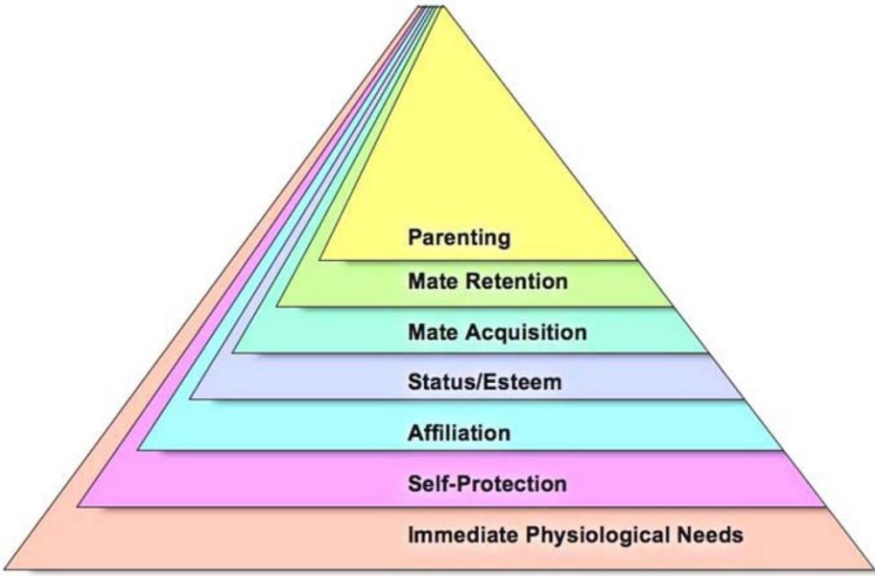 Parenting
Mate Retention
Mate Acquisition
Status/Esteem
Affiliation
Self-Protection
Immediate Physiological Needs